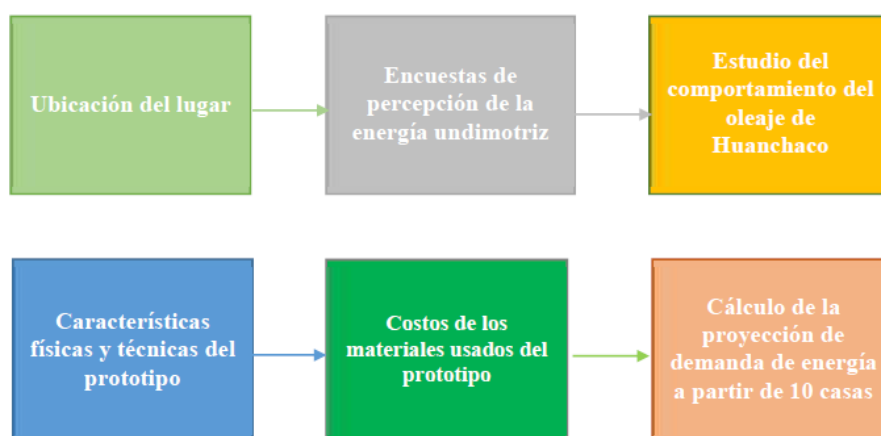 Ubicación del lugar
Encuestas de
percepción de la
energía undimotriz
Estudio del
comportamiento del
oleaje de
Huanchaco
Características
físicas y técnicas del
prototipo
Costos de los
materiales usados del
prototipo
Cálculo de la
proyección de
demanda de energía
a partir de 10 casas